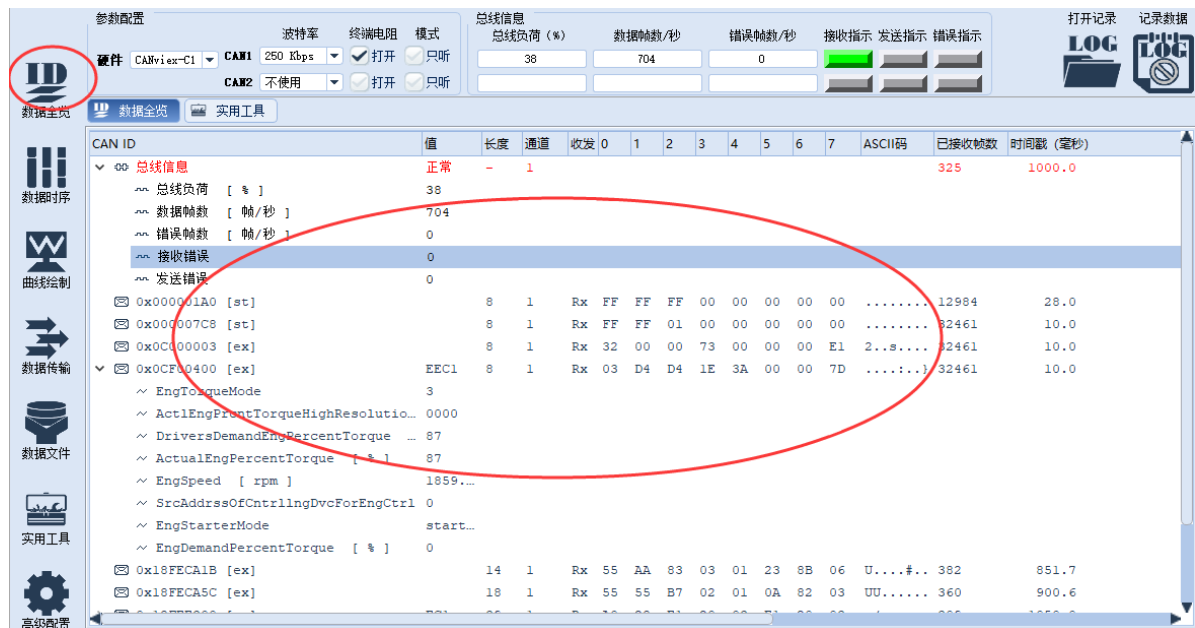 参数配置 总线信息 打开记录 记录数据
波特率 终端电阻 模式 总线负荷 (%) 数据帧数/秒 错误帧数/秒 接收指示 发送指示 错误指示
硬件 CANviex-C1 CAN1 250 Kbps 打开 只听 38 704 0 LOG LOG
CAN2 不使用 打开 只听
ID
数据全览
数据全览 实用工具
CAN ID 值 长度 通道 收发 0 1 2 3 4 5 6 7 ASCII码 已接收帧数 时间戳 (毫秒)
总线信息 正常 - 1 325 1000.0
总线负荷 [ % ] 38
数据时序
数据帧数 [ 帧/秒 ] 704
错误帧数 [ 帧/秒 ] 0
接收错误 0
曲线绘制
发送错误 0
0x000001A0 [st] 8 1 Rx FF FF FF 00 00 00 00 00 ........ 12984 28.0
0x000007C8 [st] 8 1 Rx FF FF 01 00 00 00 00 00 ........ 32461 10.0
0x0C000003 [ex] 8 1 Rx 32 00 00 73 00 00 00 E1 2..s.... 32461 10.0
数据传输
0x0CF00400 [ex] EEC1 8 1 Rx 03 D4 D4 1E 3A 00 00 7D ....:..} 32461 10.0
EngTorqueMode 3
ActlEngPrcntTorqueHighResolutio... 0000
DriversDemandEngPercentTorque ... 87
数据文件
ActualEngPercentTorque [ % ] 87
EngSpeed [ rpm ] 1859....
SrcAddrssOfCntrllngDvcForEngCtrl 0
EngStarterMode start...
实用工具
EngDemandPercentTorque [ % ] 0
0x18FECA1B [ex] 14 1 Rx 55 AA 83 03 01 23 8B 06 U....#.. 382 851.7
0x18FECA5C [ex] 18 1 Rx 55 55 B7 02 01 0A 82 03 UU...... 360 900.6
高级配置